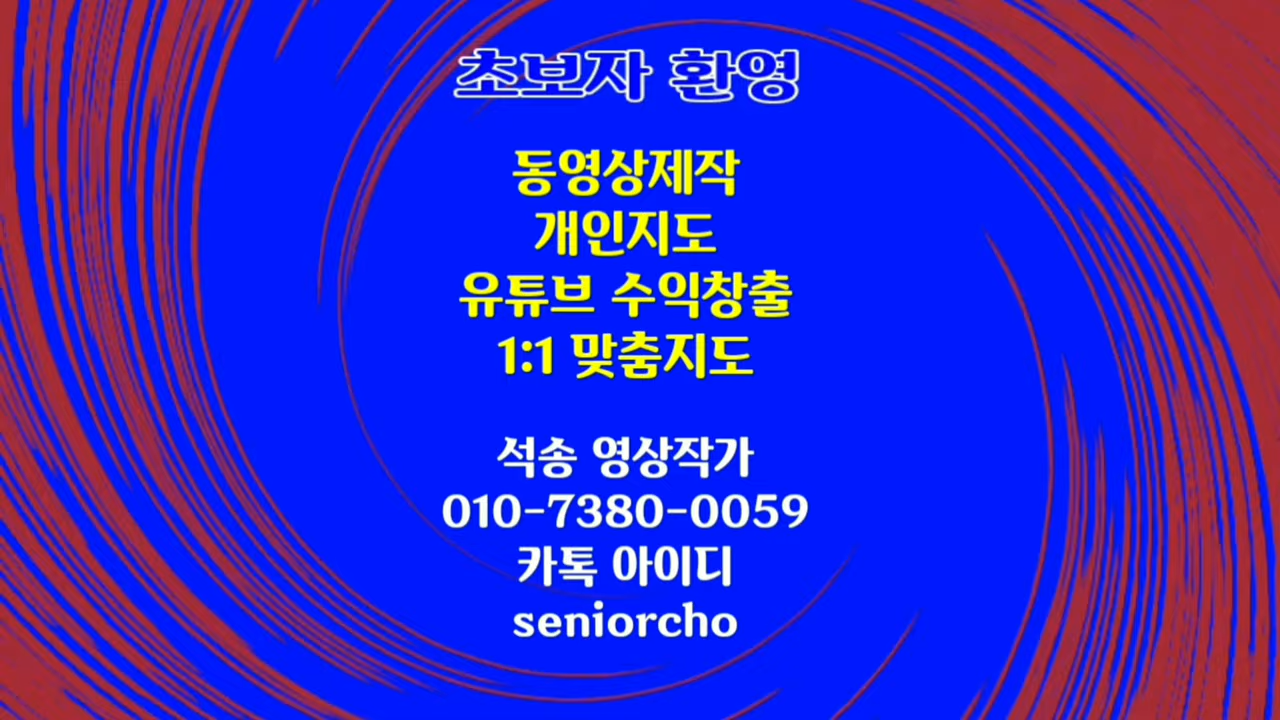 초보자 환영
동영상제작
개인지도
유튜브 수익창출
1:1 맞춤지도
석송 영상작가
010-7380-0059
카톡 아이디
seniorcho